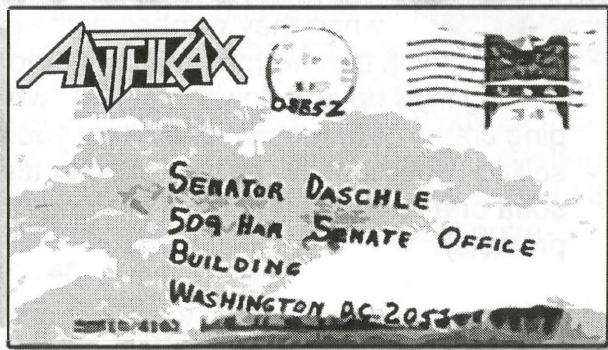 ANTHRAX
08852
SENATOR DASCHLE
509 HAR SENATE OFFICE
BUILDING
WASHINGTON DC 2053